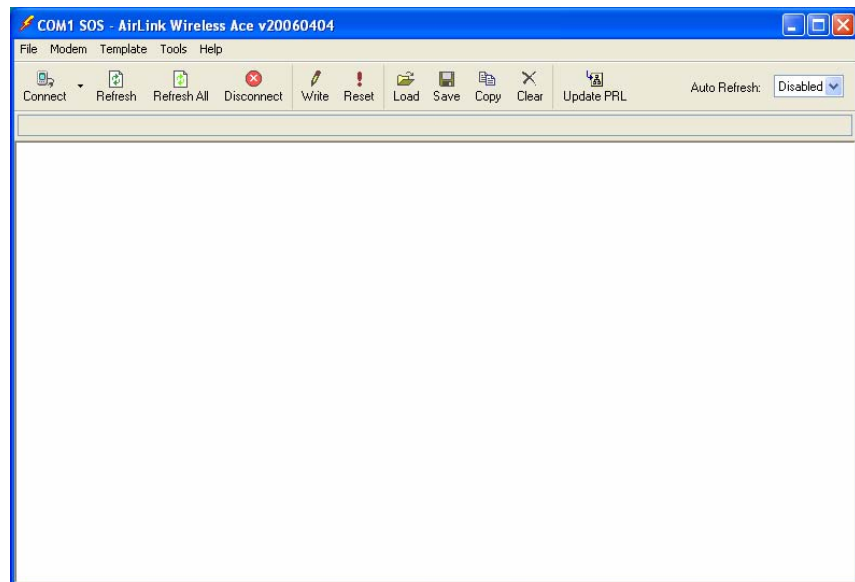 COM1 SOS - AirLink Wireless Ace v20060404
File Modem Template Tools Help
Connect Refresh Refresh All Disconnect Write Reset Load Save Copy Clear Update PRL Auto Refresh: Disabled